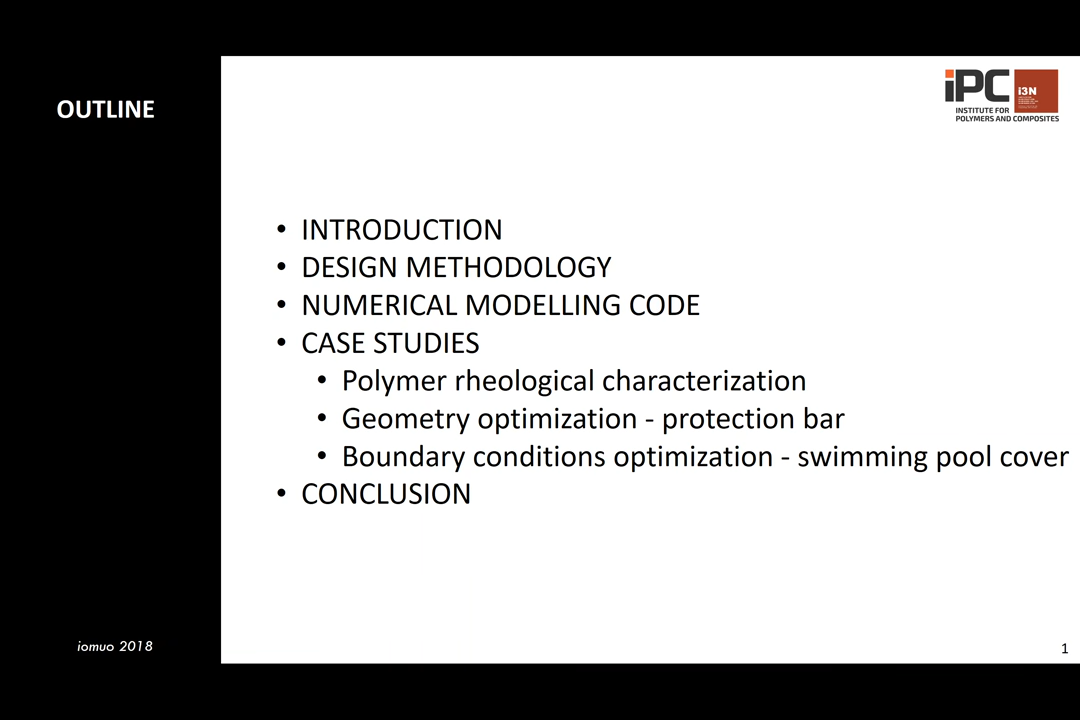 OUTLINE
iPC
i3N
INSTITUTE FOR
POLYMERS AND COMPOSITES
• INTRODUCTION
• DESIGN METHODOLOGY
• NUMERICAL MODELLING CODE
• CASE STUDIES
• Polymer rheological characterization
• Geometry optimization - protection bar
• Boundary conditions optimization - swimming pool cover
• CONCLUSION
iomuo 2018
1